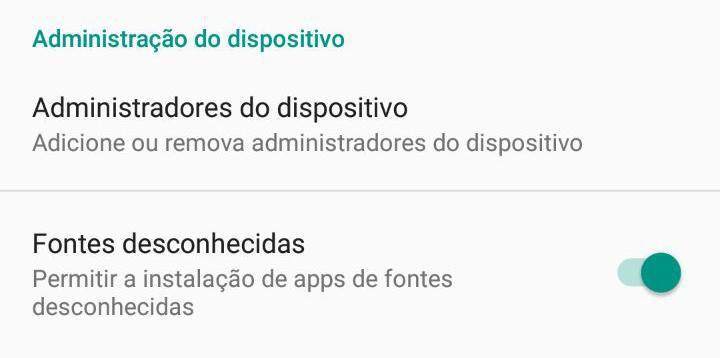 Administração do dispositivo
Administradores do dispositivo
Adicione ou remova administradores do dispositivo
Fontes desconhecidas
Permitir a instalação de apps de fontes
desconhecidas